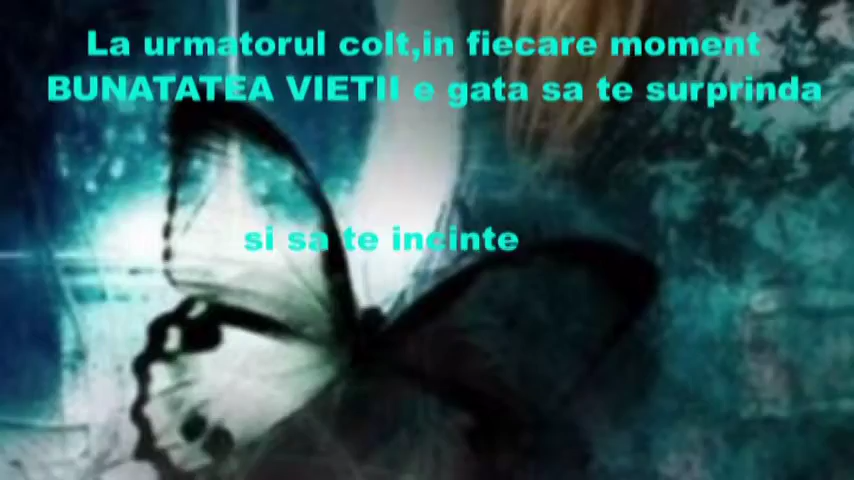 La urmatorul colt,in fiecare moment
BUNATATEA VIETII e gata sa te surprinda
si sa te incinte